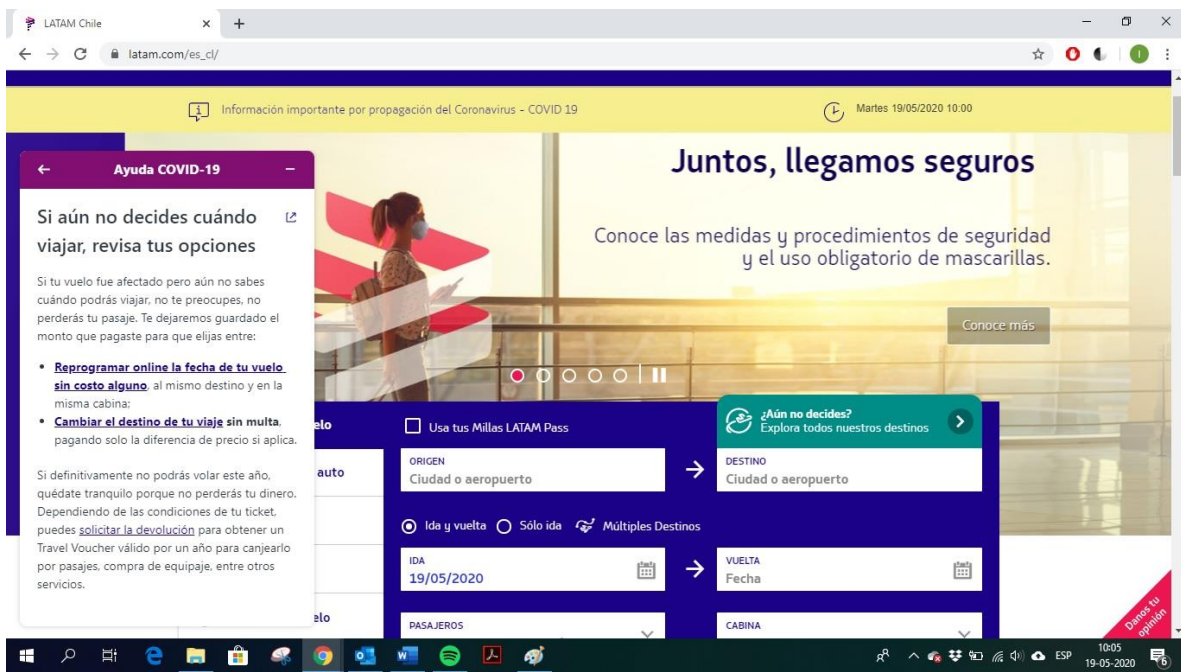 LATAM Chile
latam.com/es_cl/
Información importante por propagación del Coronavirus - COVID 19
Martes 19/05/2020 10:00
Ayuda COVID-19
Si aún no decides cuándo
viajar, revisa tus opciones
Si tu vuelo fue afectado pero aún no sabes
cuándo podrás viajar, no te preocupes, no
perderás tu pasaje. Te dejaremos guardado el
monto que pagaste para que elijas entre:
Reprogramar online la fecha de tu vuelo
sin costo alguno, al mismo destino y en la
misma cabina;
Cambiar el destino de tu viaje sin multa,
pagando solo la diferencia de precio si aplica.
Si definitivamente no podrás volar este año,
quédate tranquilo porque no perderás tu dinero.
Dependiendo de las condiciones de tu ticket,
puedes solicitar la devolución para obtener un
Travel Voucher válido por un año para canjearlo
por pasajes, compra de equipaje, entre otros
servicios.
Juntos, llegamos seguros
Conoce las medidas y procedimientos de seguridad
y el uso obligatorio de mascarillas.
Conoce más
elo
auto
elo
Usa tus Millas LATAM Pass
¿Aún no decides?
Explora todos nuestros destinos
ORIGEN
Ciudad o aeropuerto
DESTINO
Ciudad o aeropuerto
Ida y vuelta Sólo ida Múltiples Destinos
IDA
19/05/2020
VUELTA
Fecha
PASAJEROS
CABINA
Danos tu
opinión
ESP
10:05
19-05-2020